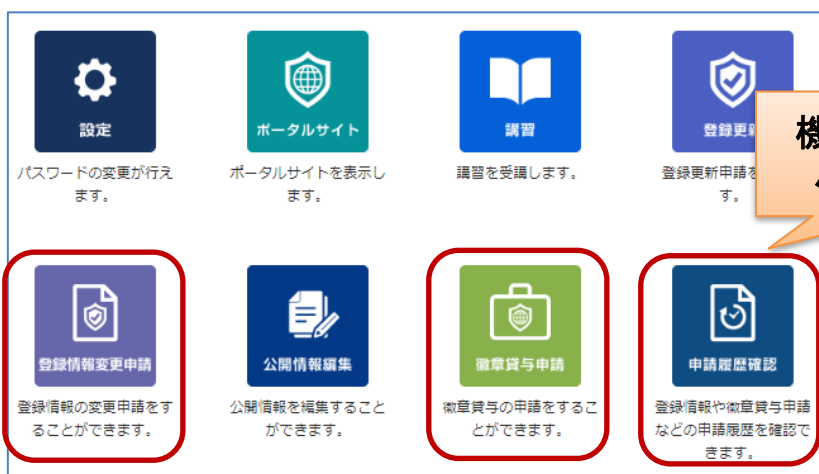 設定
パスワードの変更が行え
ます。
ポータルサイト
ポータルサイトを表示し
ます。
講習
講習を受講します。
登録更
登録更新申請
す。
機
登録情報変更申請
登録情報の変更申請をす
ることができます。
公開情報編集
公開情報を編集すること
ができます。
徽章貸与申請
徽章貸与の申請をするこ
とができます。
申請履歴確認
登録情報や徽章貸与申請
などの申請履歴を確認で
きます。